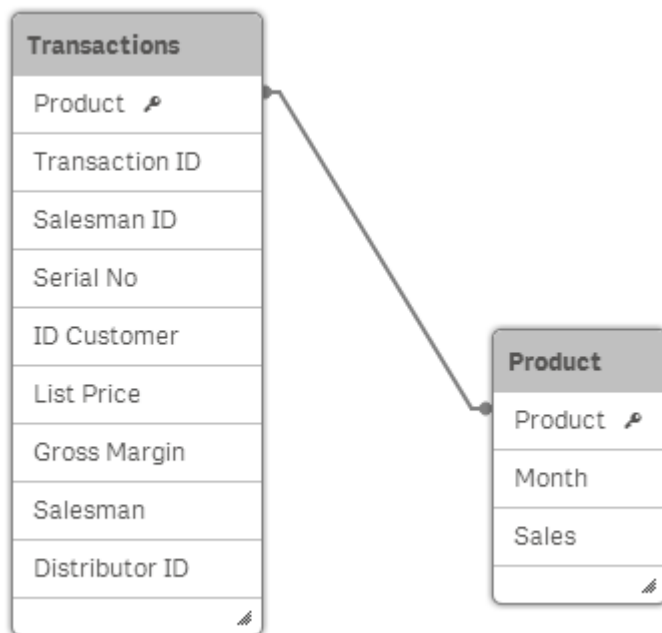 Transactions
Product
Transaction ID
Salesman ID
Serial No
ID Customer
List Price
Gross Margin
Salesman
Distributor ID
Product
Product
Month
Sales